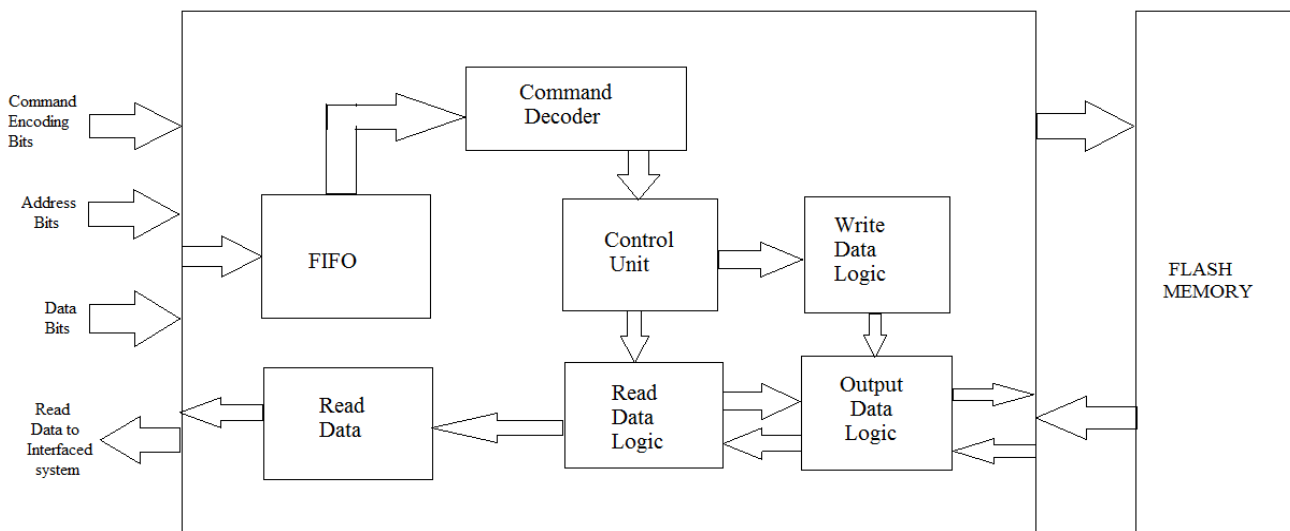 Command
Encoding
Bits
Address
Bits
Data
Bits
Read
Data to
Interfaced
system
FIFO
Command
Decoder
Control
Unit
Write
Data
Logic
Read
Data
Read
Data
Logic
Output
Data
Logic
FLASH
MEMORY